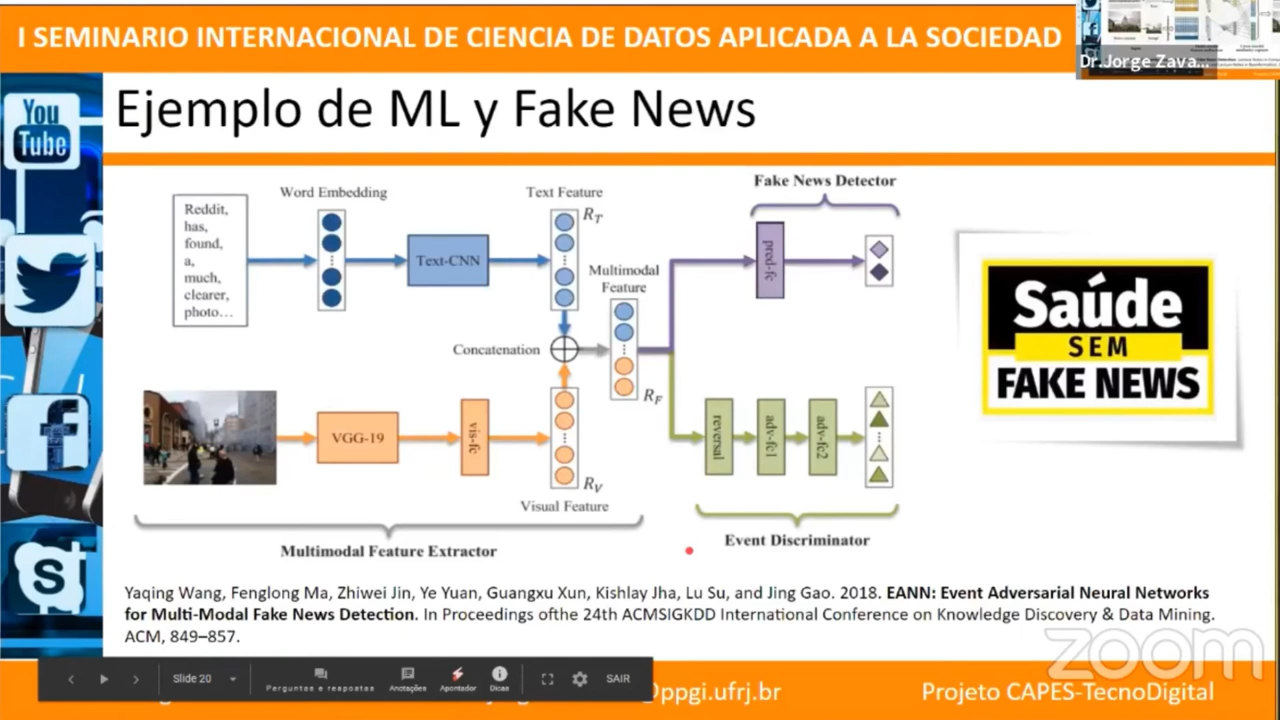 I SEMINARIO INTERNACIONAL DE CIENCIA DE DATOS APLICADA A LA SOCIEDAD
Dr.Jorge Zava...
You
Tube
Ejemplo de ML y Fake News
Fake News Detector
Word Embedding
Text Feature
Reddit,
has,
found,
a,
much,
clearer,
photo…
Text-CNN
R_T
pred-fc
Multimodal
Feature
Concatenation
R_F
Saúde
SEM
FAKE NEWS
VGG-19
vis-fc
R_V
Visual Feature
reversal
adv-fc1
adv-fc2
Multimodal Feature Extractor
Event Discriminator
Yaqing Wang, Fenglong Ma, Zhiwei Jin, Ye Yuan, Guangxu Xun, Kishlay Jha, Lu Su, and Jing Gao. 2018. EANN: Event Adversarial Neural Networks
for Multi-Modal Fake News Detection. In Proceedings ofthe 24th ACMSIGKDD International Conference on Knowledge Discovery & Data Mining.
ACM, 849–857.
zoom
Slide 20
Perguntas e respostas
Anotações
Apontador
Dicas
SAIR
@ppgi.ufrj.br
Projeto CAPES-TecnoDigital